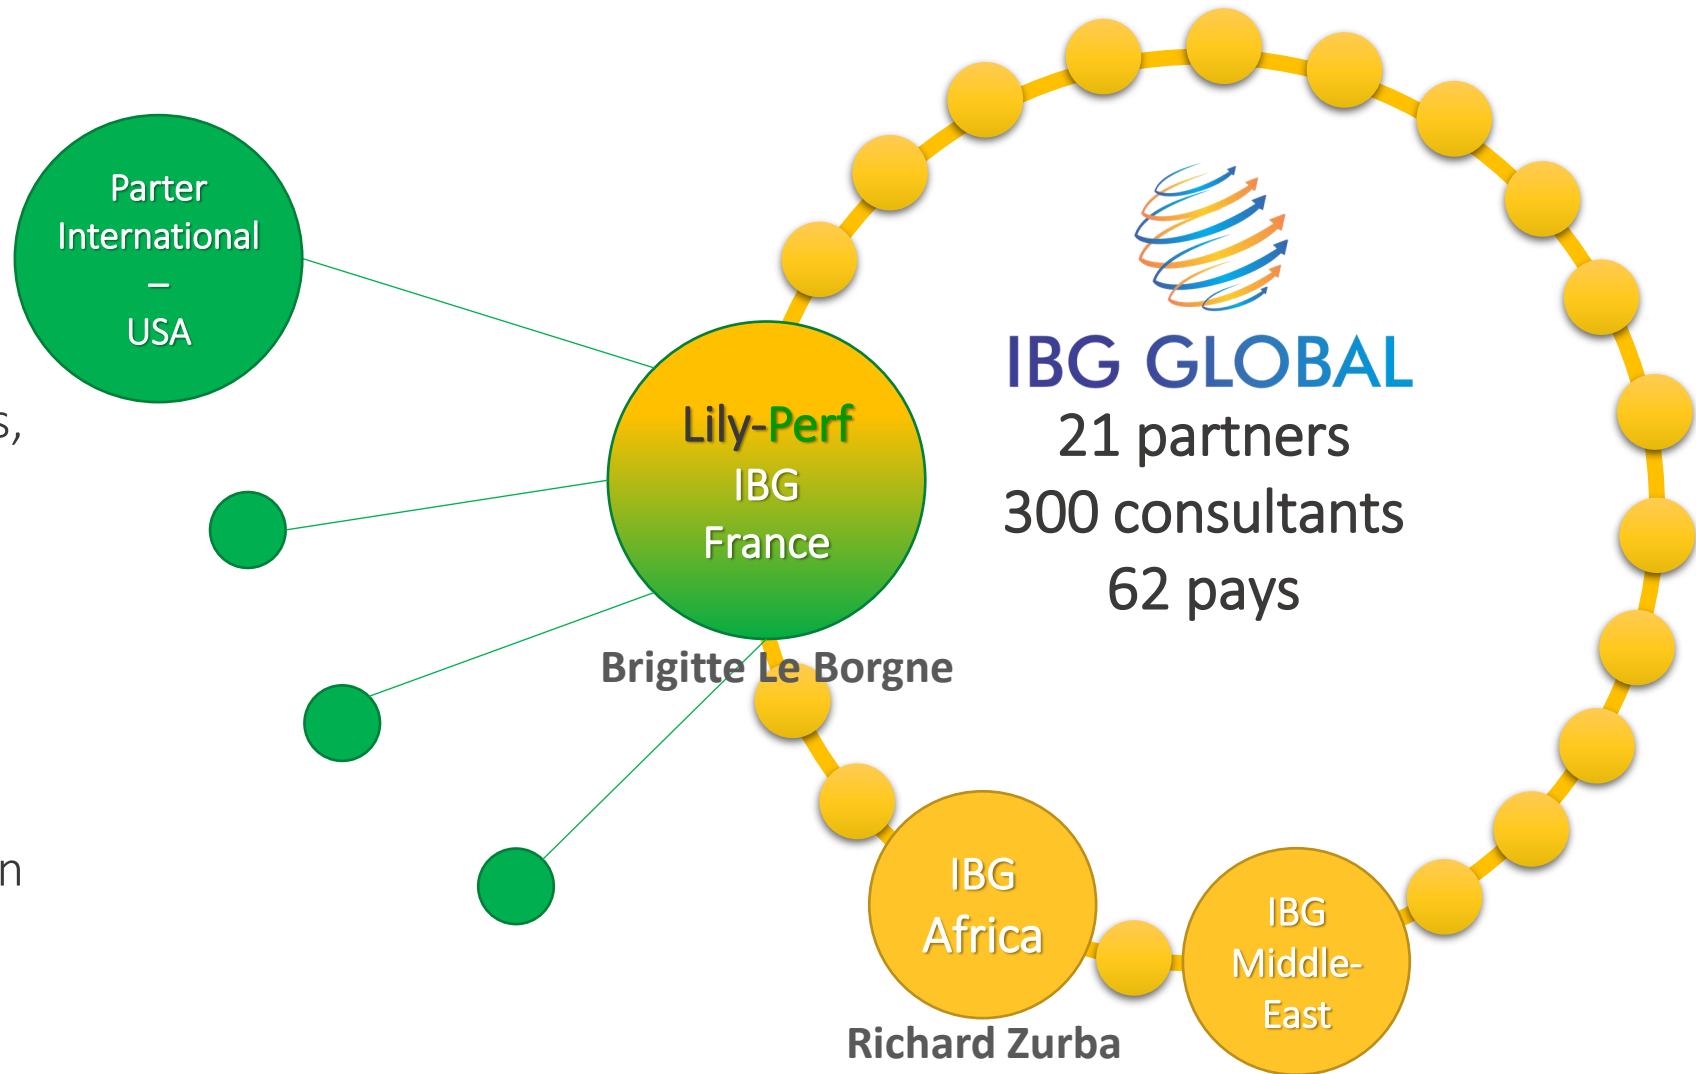 Parter
International
–
USA
s,
n
Lily-Perf
IBG
France
Brigitte Le Borgne
IBG GLOBAL
21 partners
300 consultants
62 pays
IBG
Africa
Richard Zurba
IBG
Middle-
East